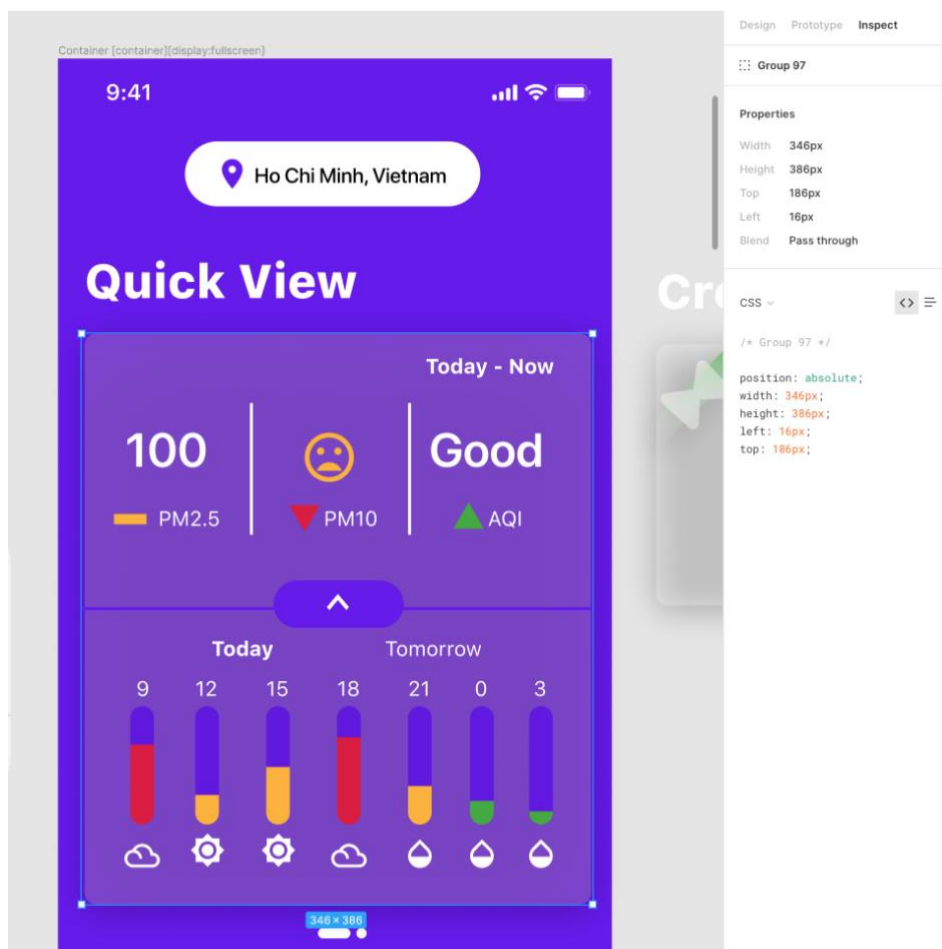 Design Prototype Inspect
Container [container][display:fullscreen]
Group 97
9:41
Properties
Width 346px
Height 386px
Top 186px
Left 16px
Blend Pass through
Ho Chi Minh, Vietnam
Quick View
Cre
CSS
/* Group 97 */
position: absolute;
width: 346px;
height: 386px;
left: 16px;
top: 186px;
Today - Now
100
Good
PM2.5
PM10
AQI
Today Tomorrow
9 12 15 18 21 0 3
346 × 386